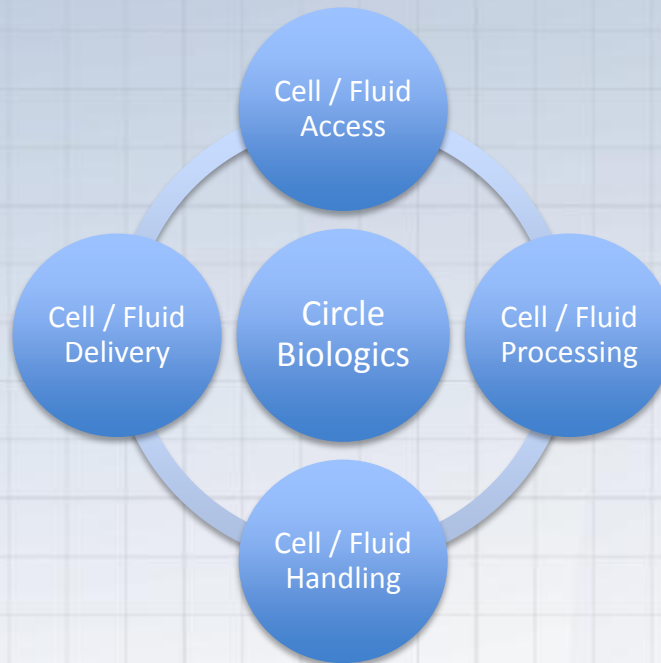 Cell / Fluid
Access
Cell / Fluid
Delivery
Circle
Biologics
Cell / Fluid
Processing
Cell / Fluid
Handling